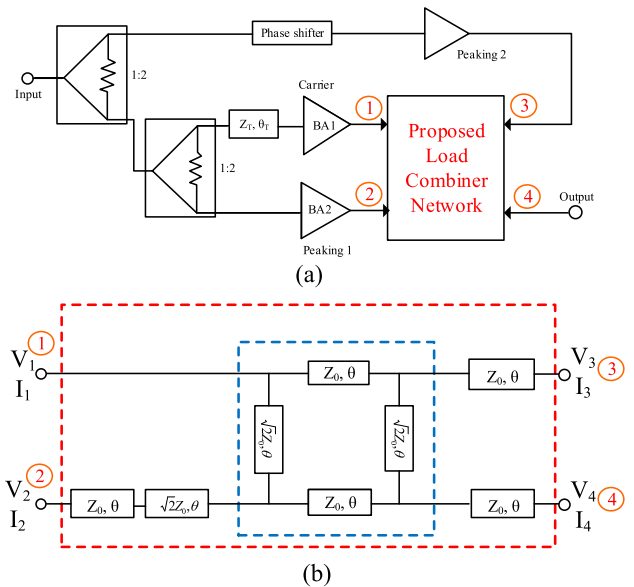 Phase shifter
Peaking 2
1:2
Input
Carrier
1
3
Z_T, θ_T
BA1
Proposed
Load
Combiner
Network
1:2
2
4
BA2
Output
Peaking 1
(a)
1
V₁
I₁
Z₀, θ
Z₀, θ
V₃
3
I₃
√2Z₀,θ
√2Z₀,θ
2
V₂
I₂
Z₀, θ
√2Z₀,θ
Z₀, θ
Z₀, θ
V₄
4
I₄
(b)